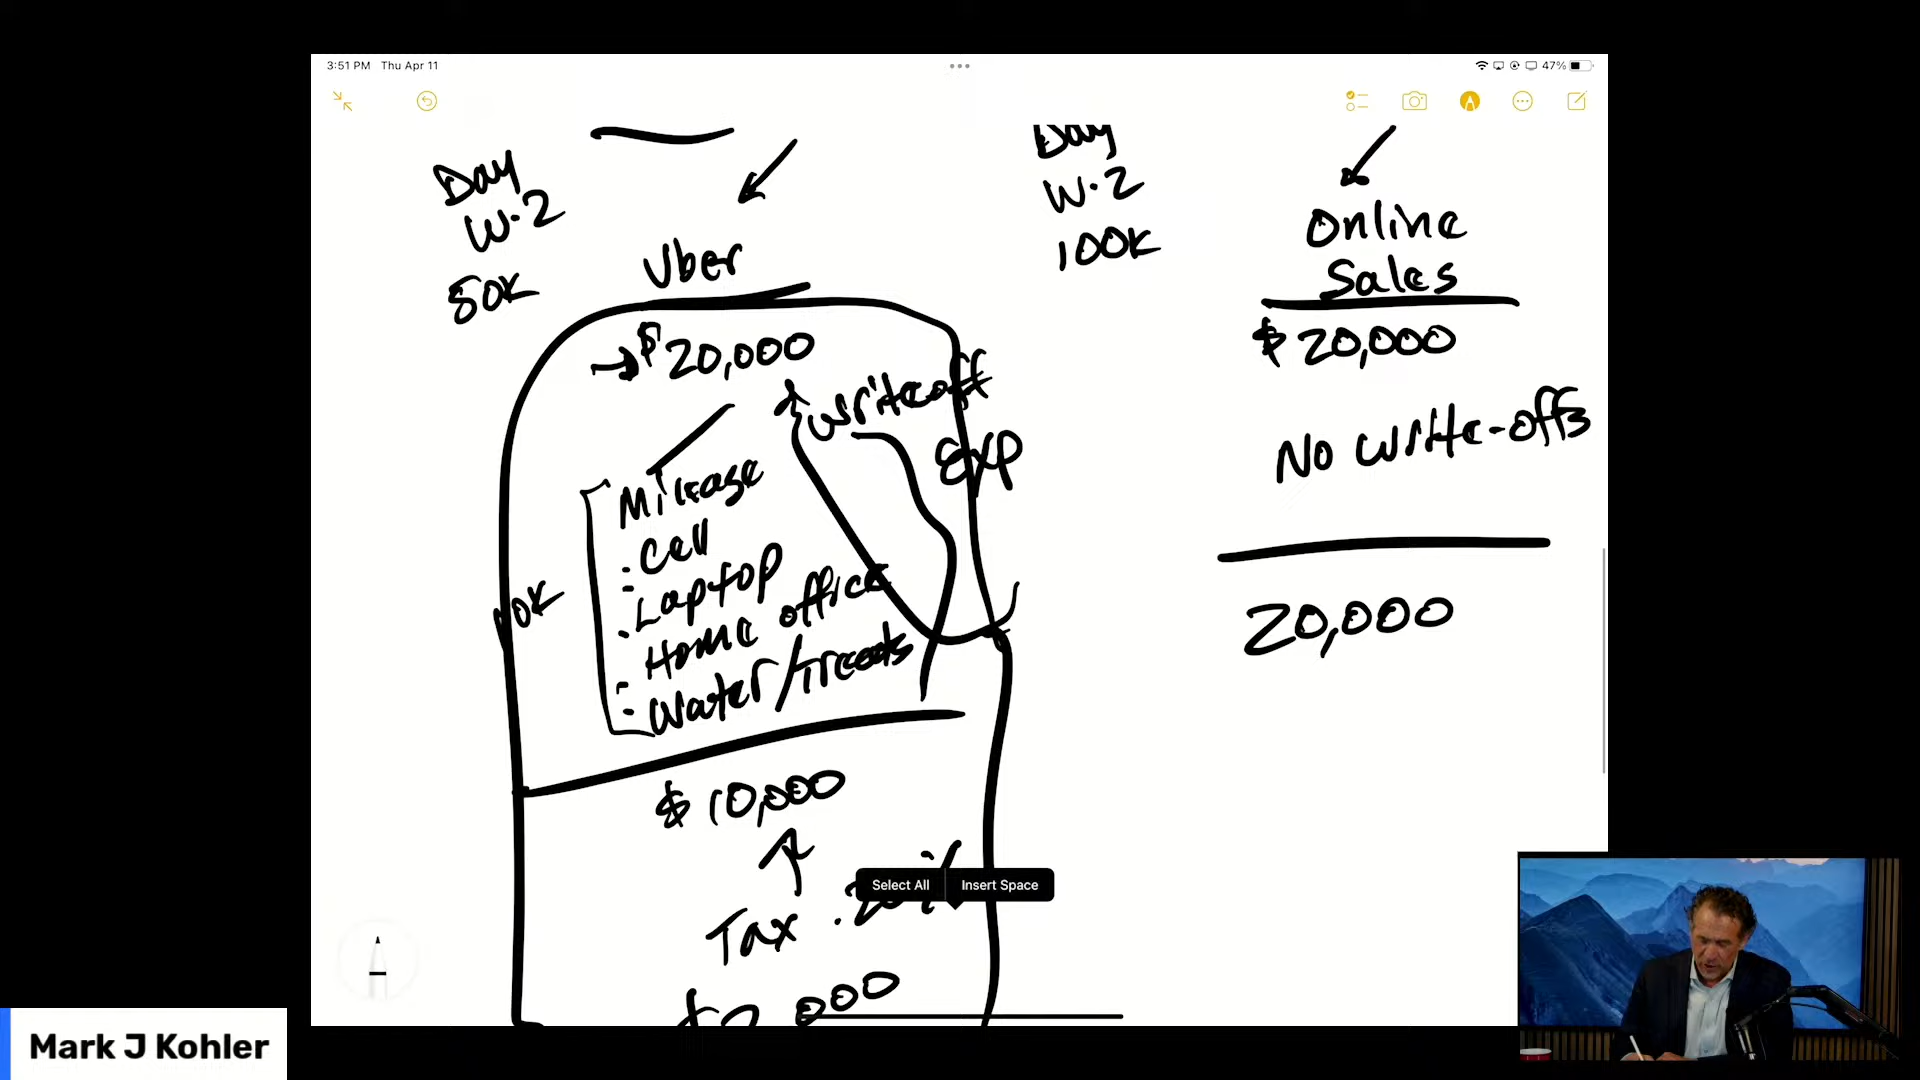 3:51 PM Thu Apr 11
47%
Day
W-2
80K
Uber
$20,000
Write off
Exp
Mileage
Cell
Laptop
Home office
Water/Treats
10K
$10,000
Tax
Select All
Insert Space
Day
W-2
100K
Online
Sales
$20,000
No write-offs
20,000
Mark J Kohler